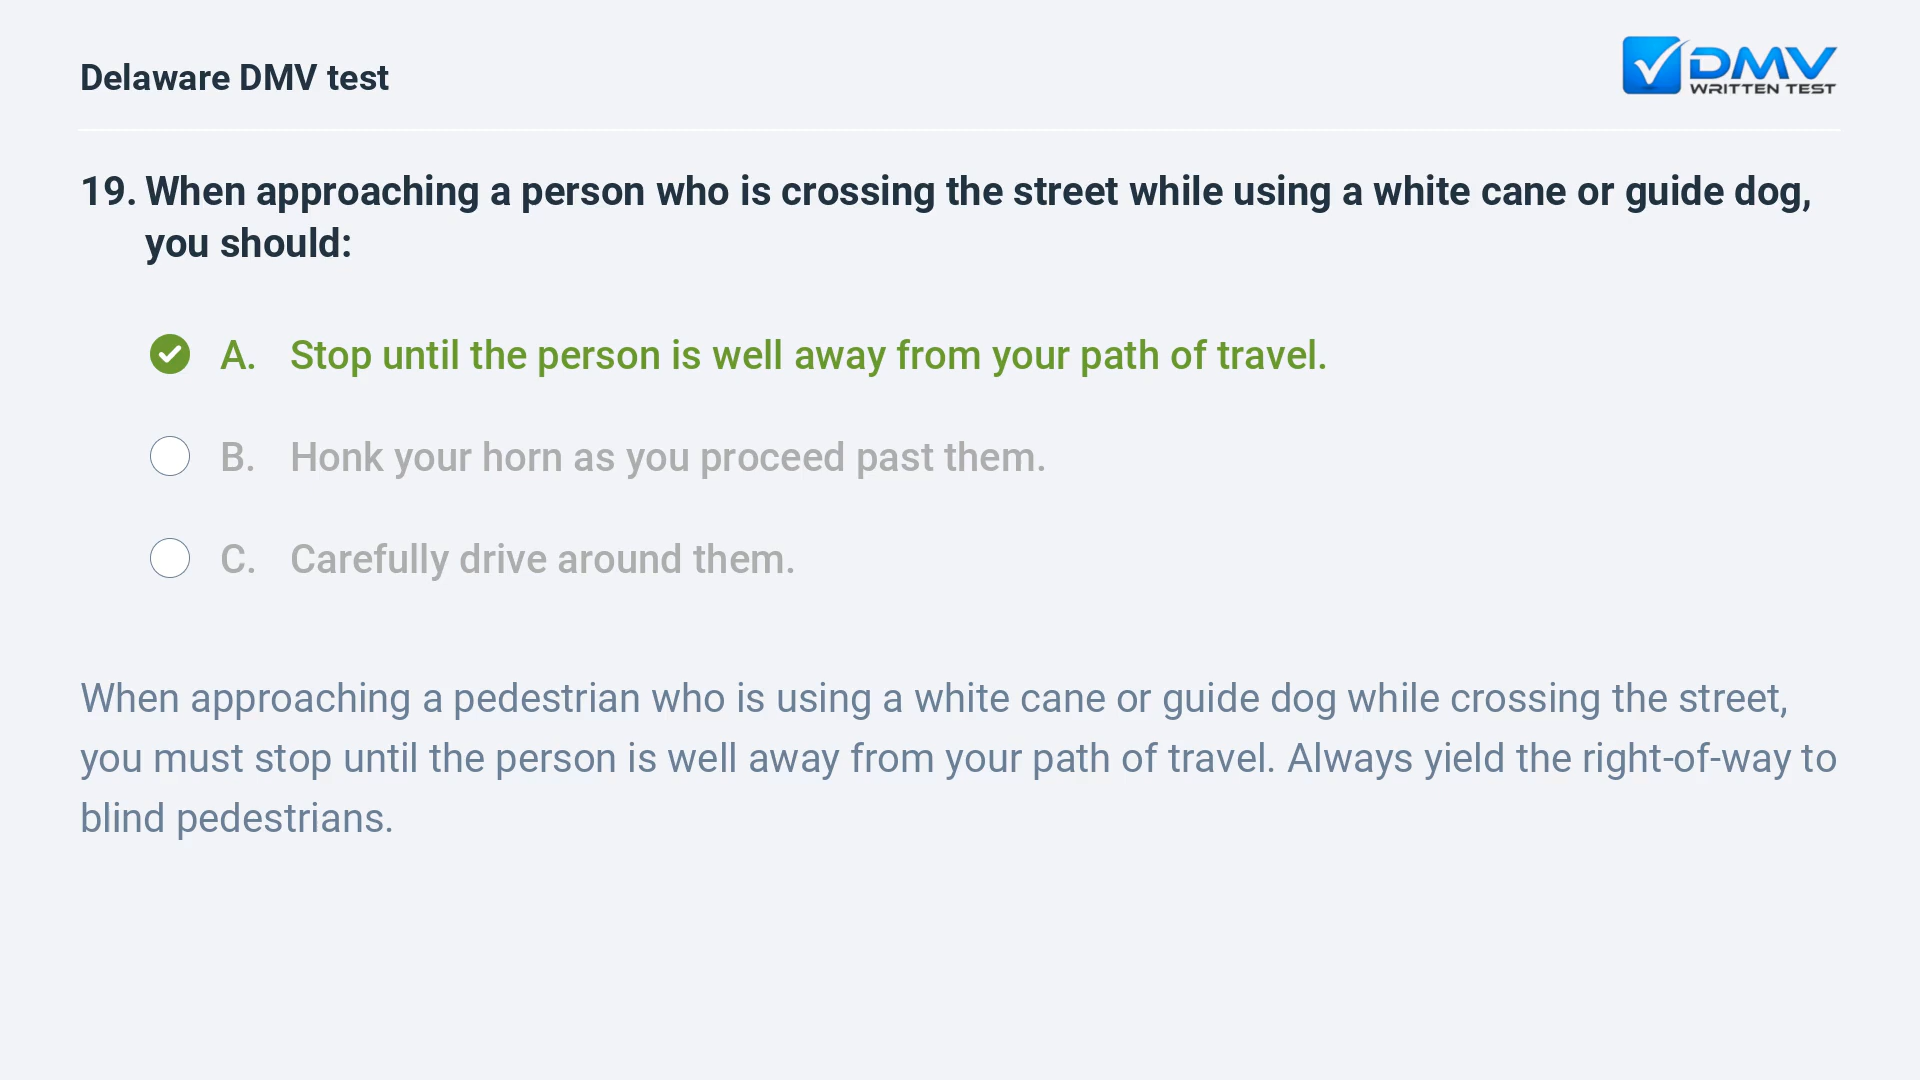 Delaware DMV test
DMV
WRITTEN TEST
19. When approaching a person who is crossing the street while using a white cane or guide dog,
you should:
A. Stop until the person is well away from your path of travel.
B. Honk your horn as you proceed past them.
C. Carefully drive around them.
When approaching a pedestrian who is using a white cane or guide dog while crossing the street,
you must stop until the person is well away from your path of travel. Always yield the right-of-way to
blind pedestrians.